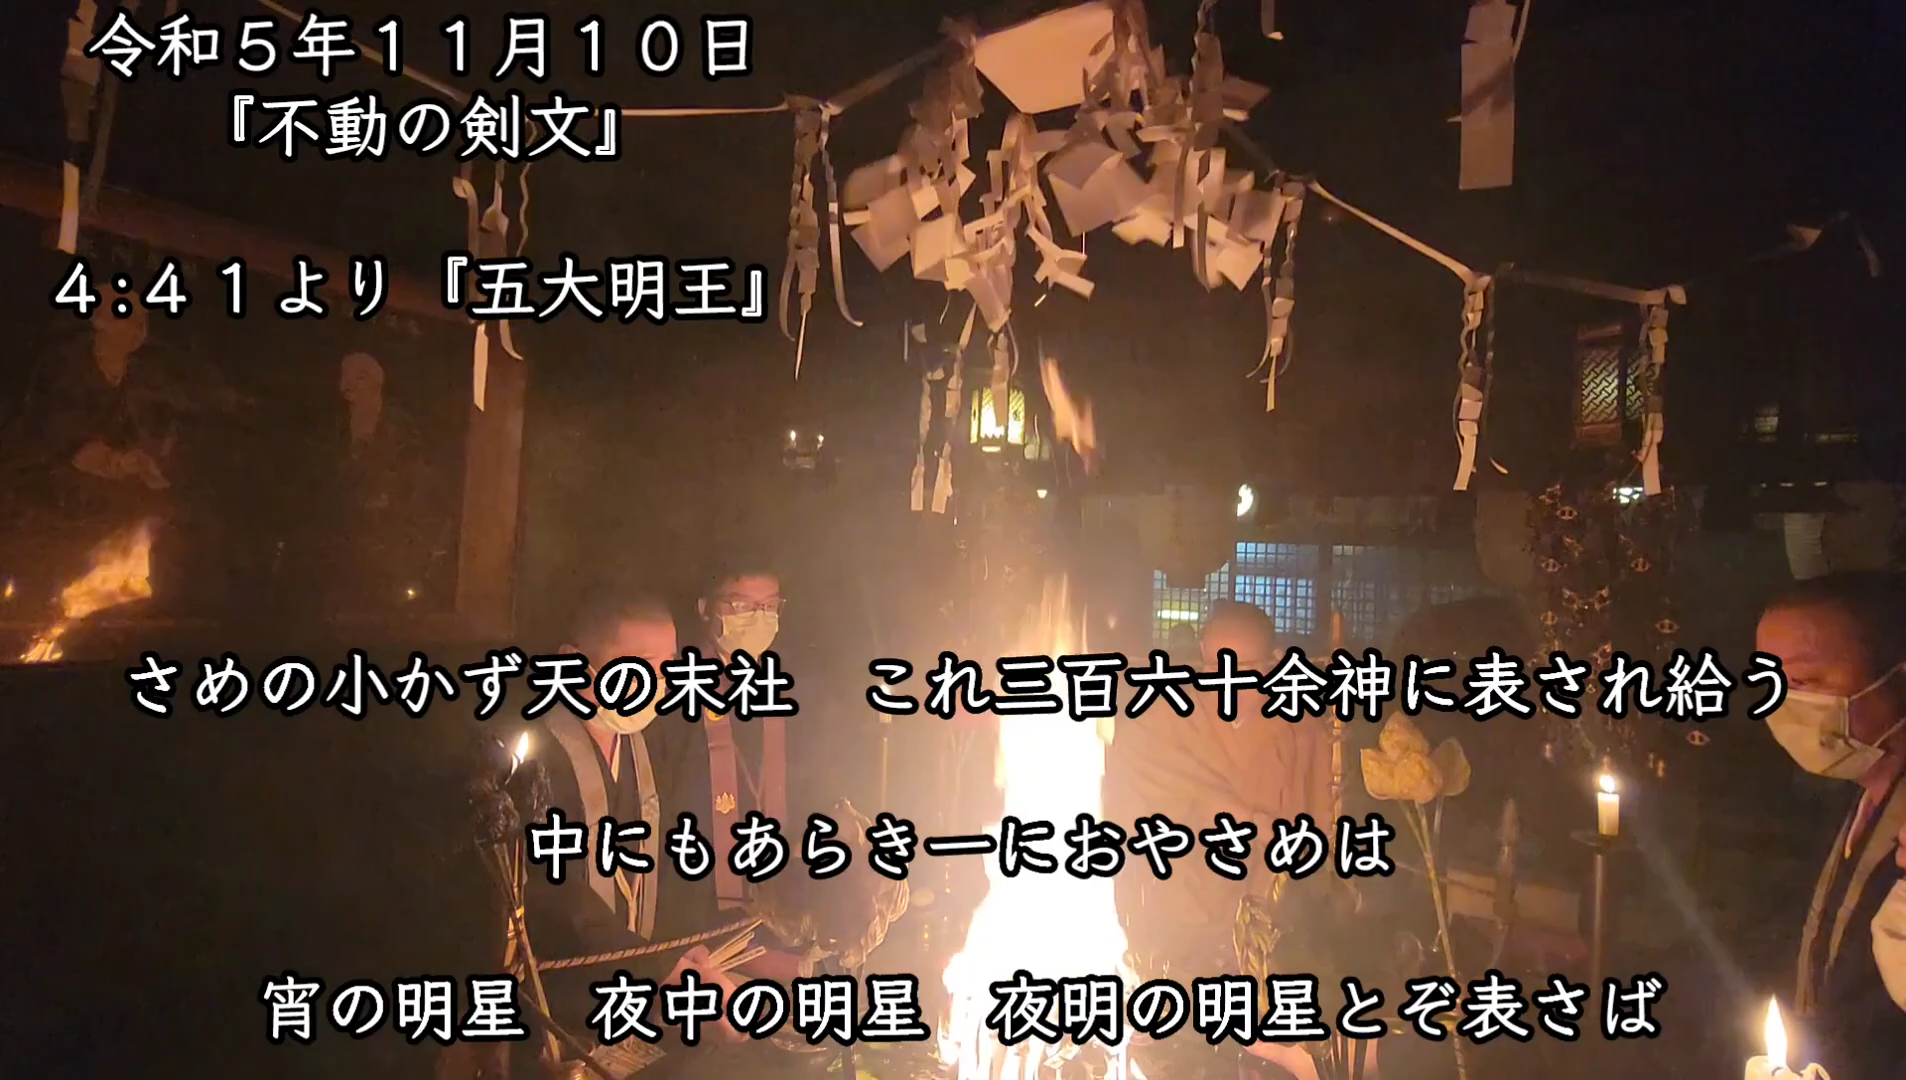 令和５年１１月１０日
『不動の剣文』
４:４１より『五大明王』
さめの小かず天の末社　これ三百六十余神に表され給う
中にもあらき一におやさめは
宵の明星　夜中の明星　夜明の明星とぞ表さば